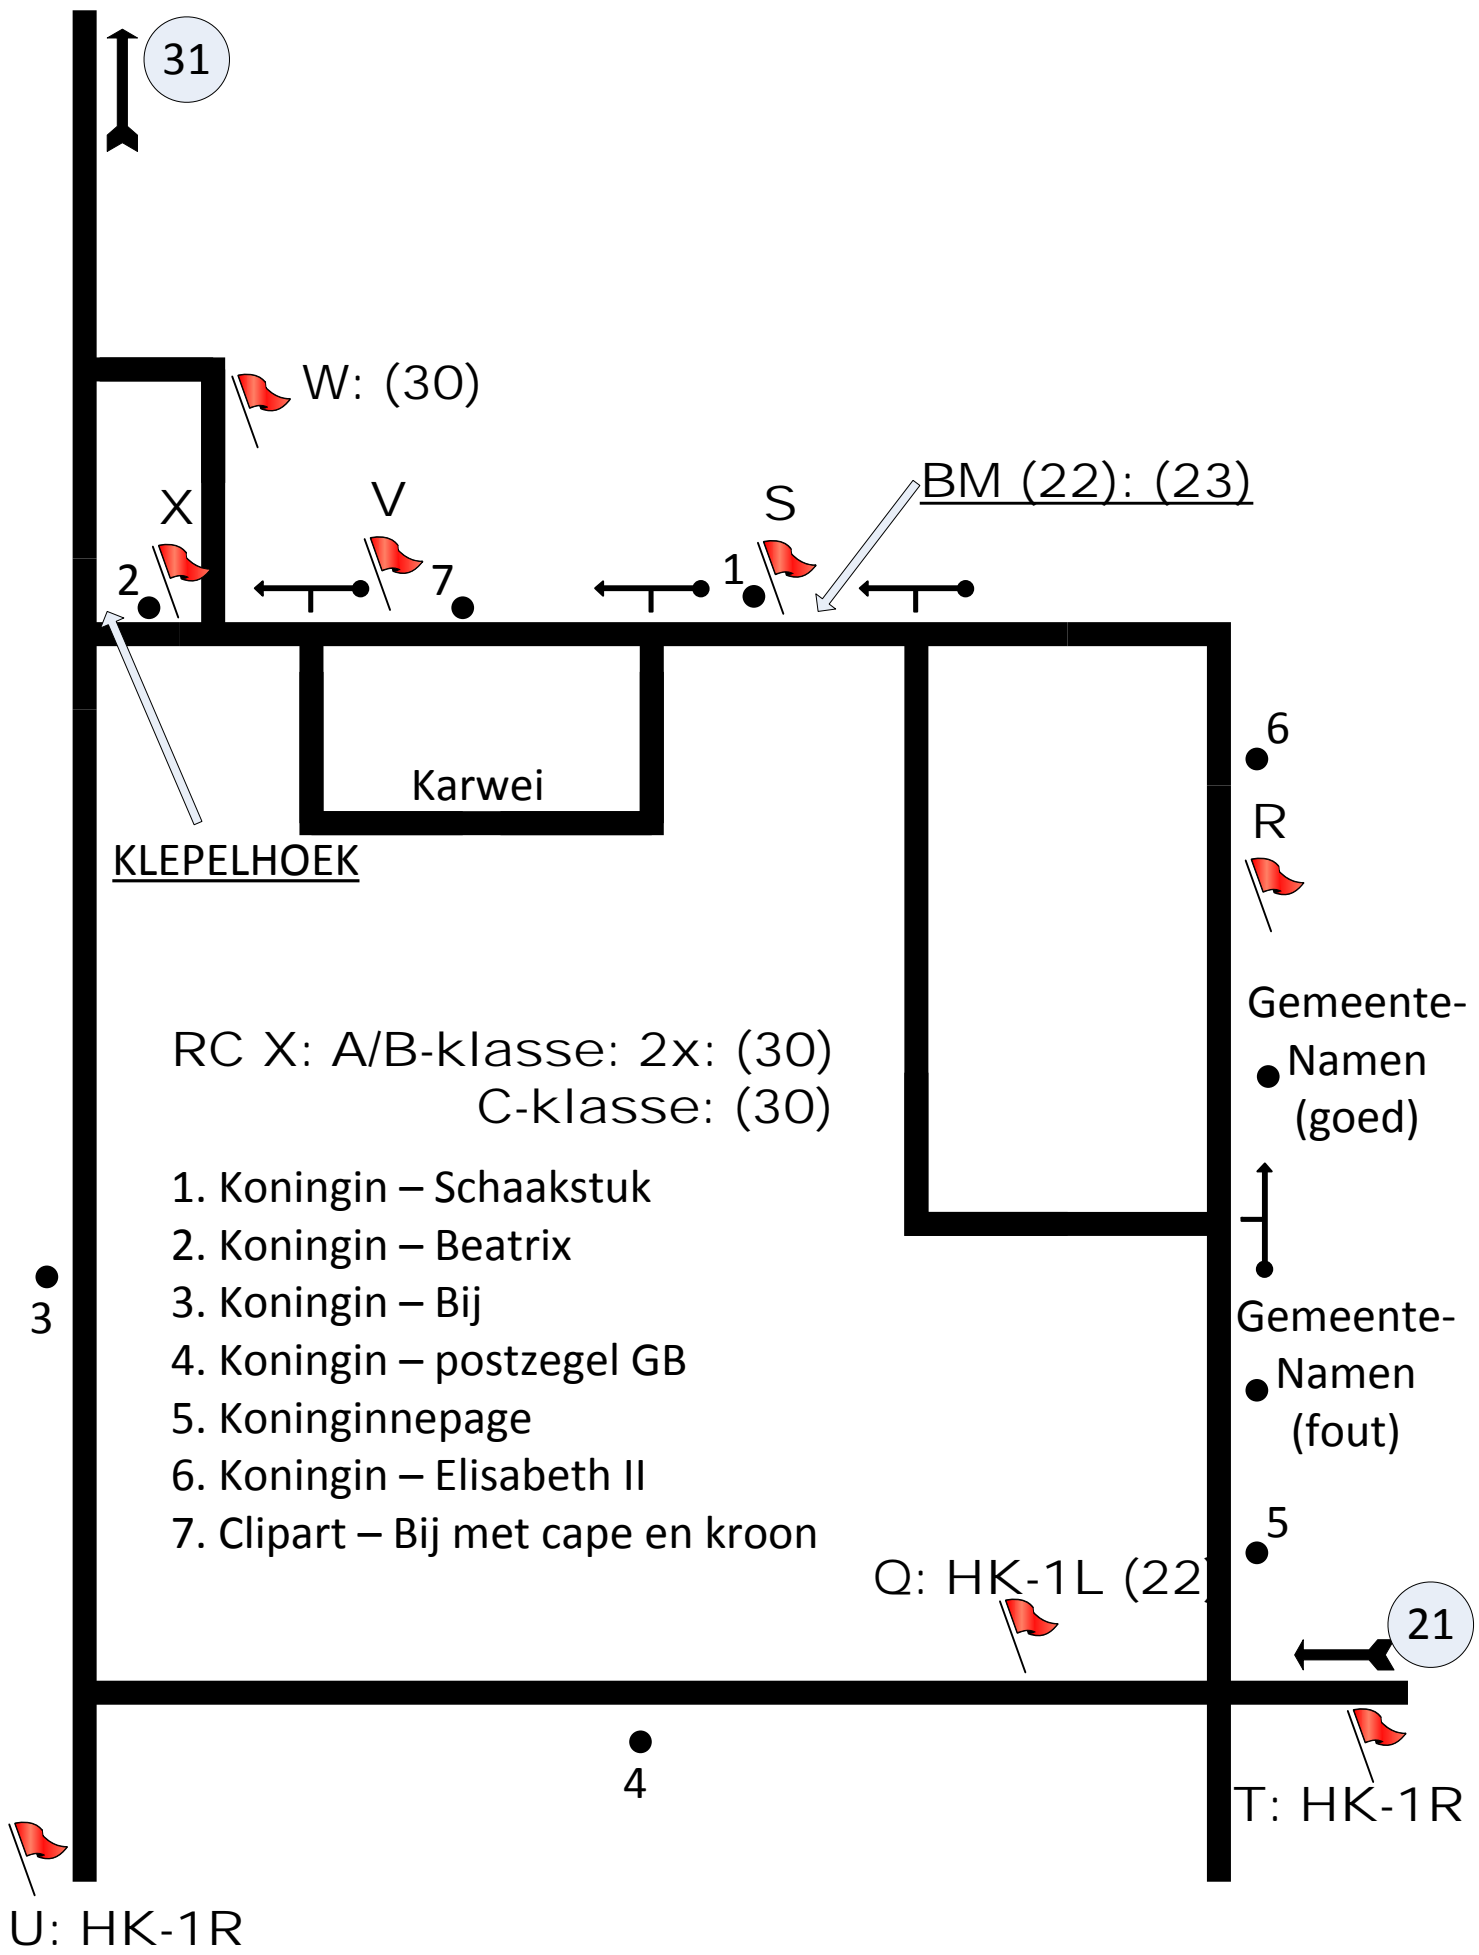 31
W: (30)
BM (22): (23)
X
V
S
2
7
1
6
Karwei
R
KLEPELHOEK
Gemeente-
Namen
(goed)
RC X: A/B-klasse: 2x: (30)
C-klasse: (30)
1. Koningin – Schaakstuk
2. Koningin – Beatrix
3. Koningin – Bij
4. Koningin – postzegel GB
5. Koninginnepage
6. Koningin – Elisabeth II
7. Clipart – Bij met cape en kroon
3
Gemeente-
Namen
(fout)
5
Q: HK-1L (22)
21
4
T: HK-1R
U: HK-1R